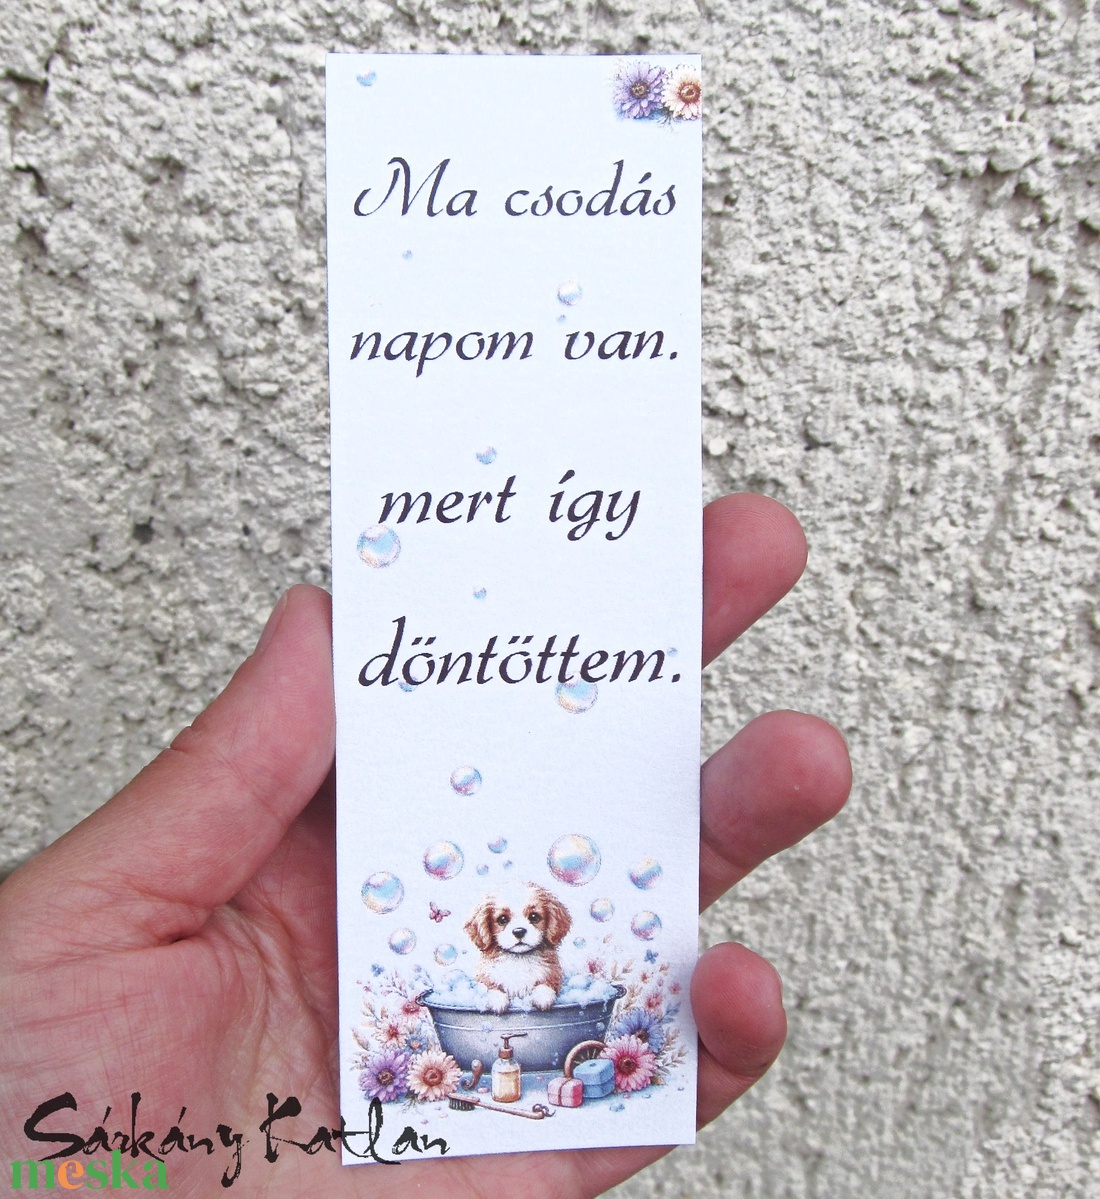 Ma csodás
napom van.
mert így
döntöttem.
Sárkány Katlan
meska